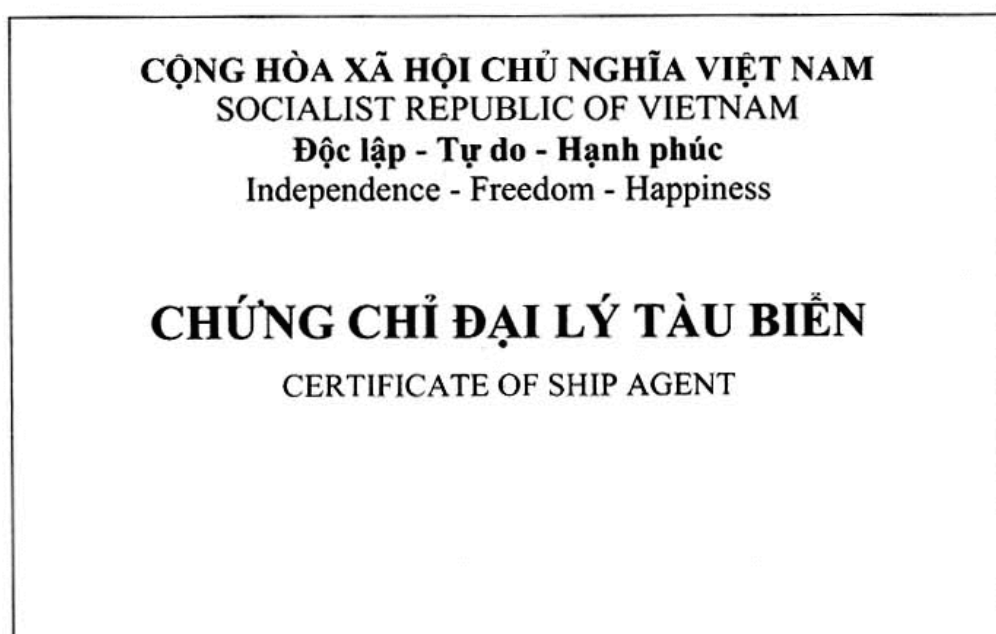 CỘNG HÒA XÃ HỘI CHỦ NGHĨA VIỆT NAM
SOCIALIST REPUBLIC OF VIETNAM
Độc lập - Tự do - Hạnh phúc
Independence - Freedom - Happiness
CHỨNG CHỈ ĐẠI LÝ TÀU BIỂN
CERTIFICATE OF SHIP AGENT